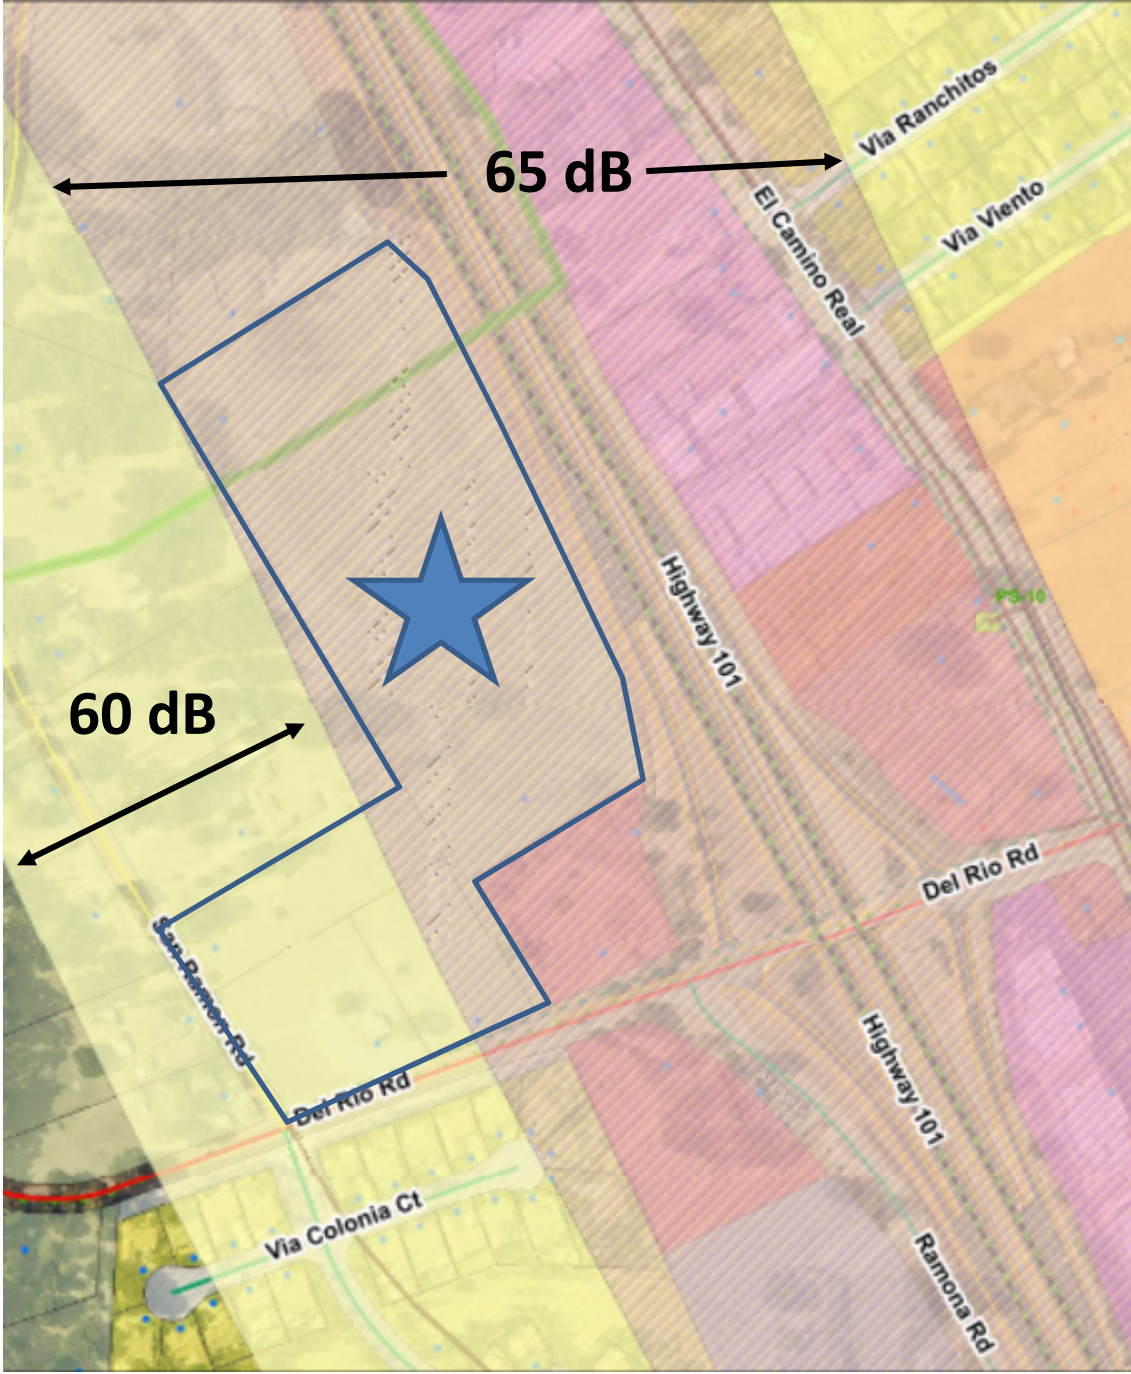 Via Ranchitos
65 dB
Via Viento
El Camino Real
Highway 101
PS-10
60 dB
Del Rio Rd
San Ramon Rd
Highway 101
Del Rio Rd
Via Colonia Ct
Ramona Rd